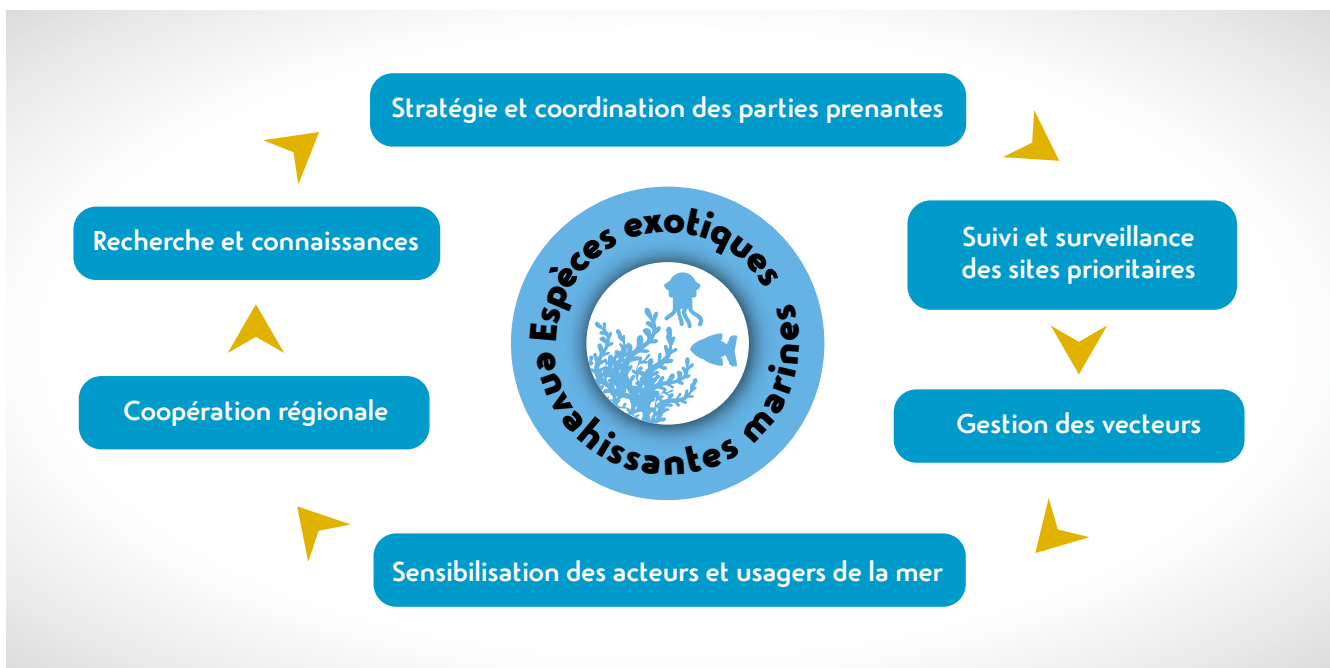 Stratégie et coordination des parties prenantes
Suivi et surveillance
des sites prioritaires
Gestion des vecteurs
Sensibilisation des acteurs et usagers de la mer
Coopération régionale
Recherche et connaissances
Espèces exotiques
envahissantes marines